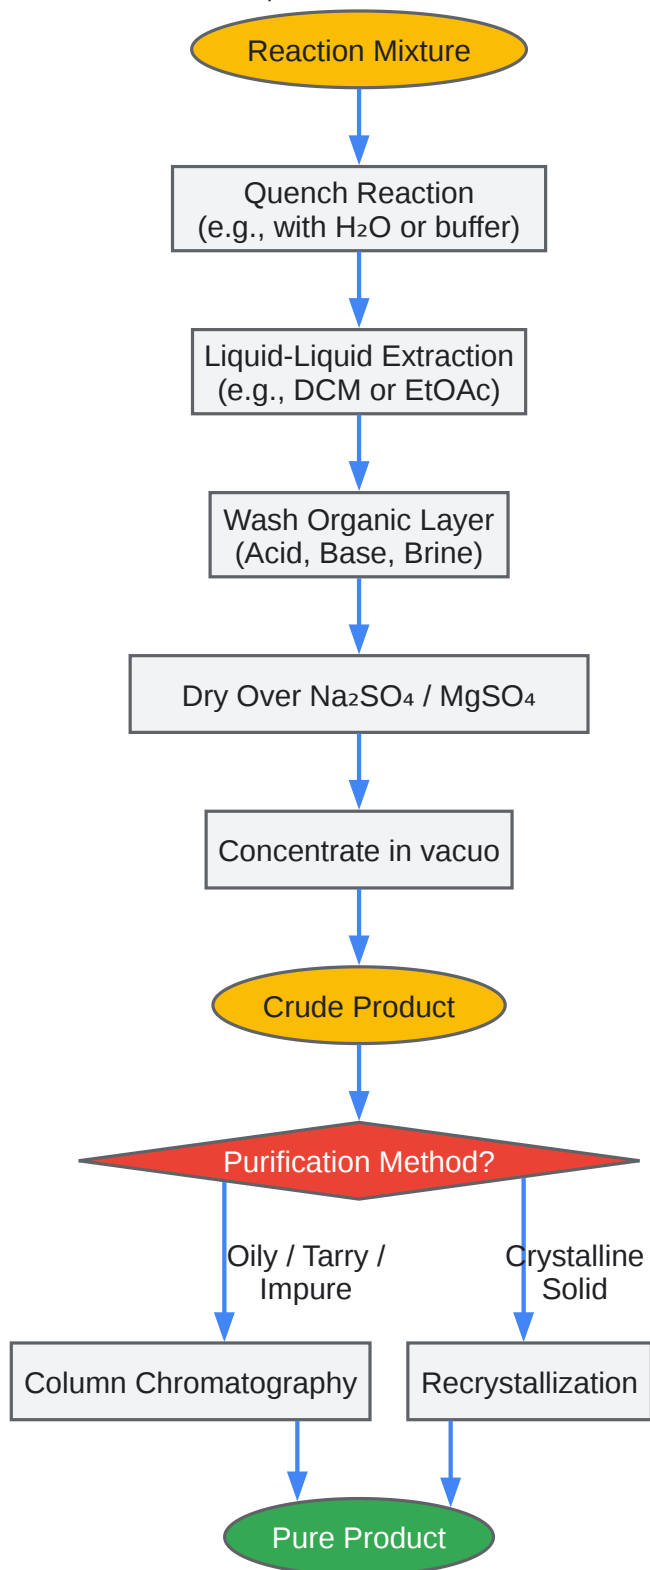 Reaction Mixture
Quench Reaction
(e.g., with H₂O or buffer)
Liquid-Liquid Extraction
(e.g., DCM or EtOAc)
Wash Organic Layer
(Acid, Base, Brine)
Dry Over Na₂SO₄ / MgSO₄
Concentrate in vacuo
Crude Product
Purification Method?
Oily / Tarry /
Impure
Crystalline
Solid
Column Chromatography
Recrystallization
Pure Product